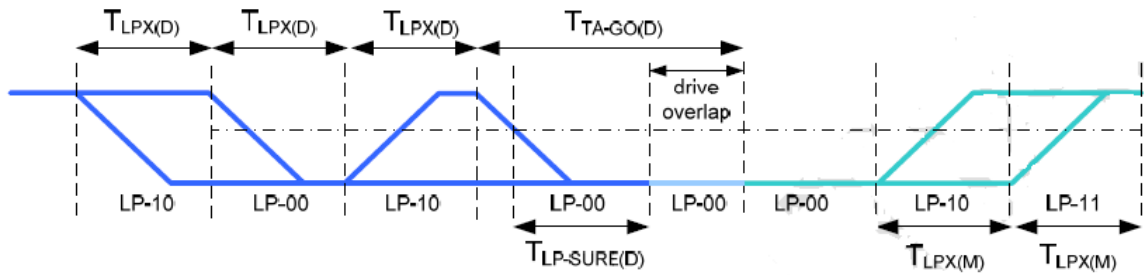 TLPX(D) TLPX(D) TLPX(D) TTA-GO(D)
drive
overlap
LP-10 LP-00 LP-10 LP-00 LP-00 LP-00 LP-10 LP-11
TLP-SURE(D) TLPX(M) TLPX(M)